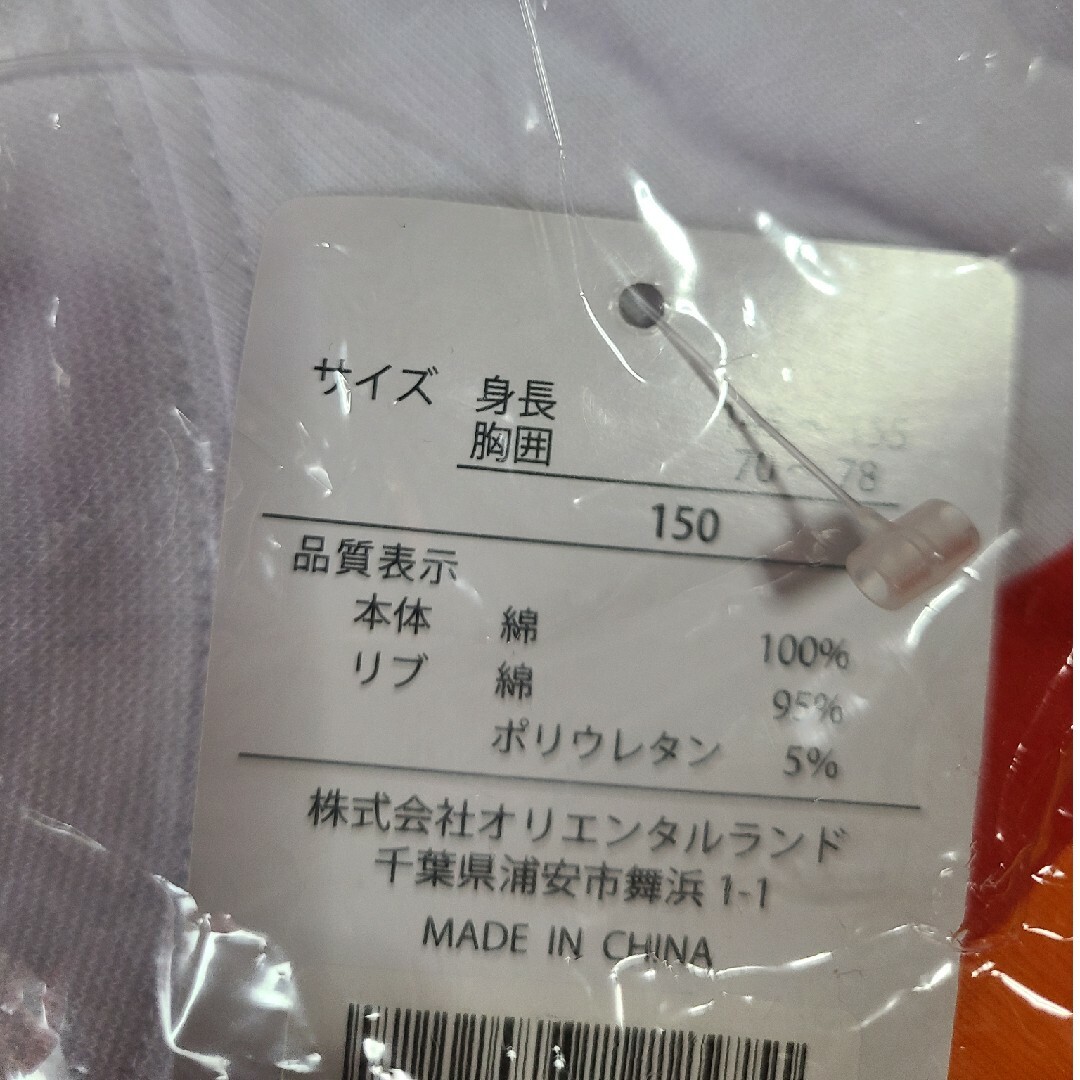 サイズ 身長
胸囲 70～78
150
品質表示
本体 綿 100%
リブ 綿 95%
ポリウレタン 5%
株式会社オリエンタルランド
千葉県浦安市舞浜1-1
MADE IN CHINA